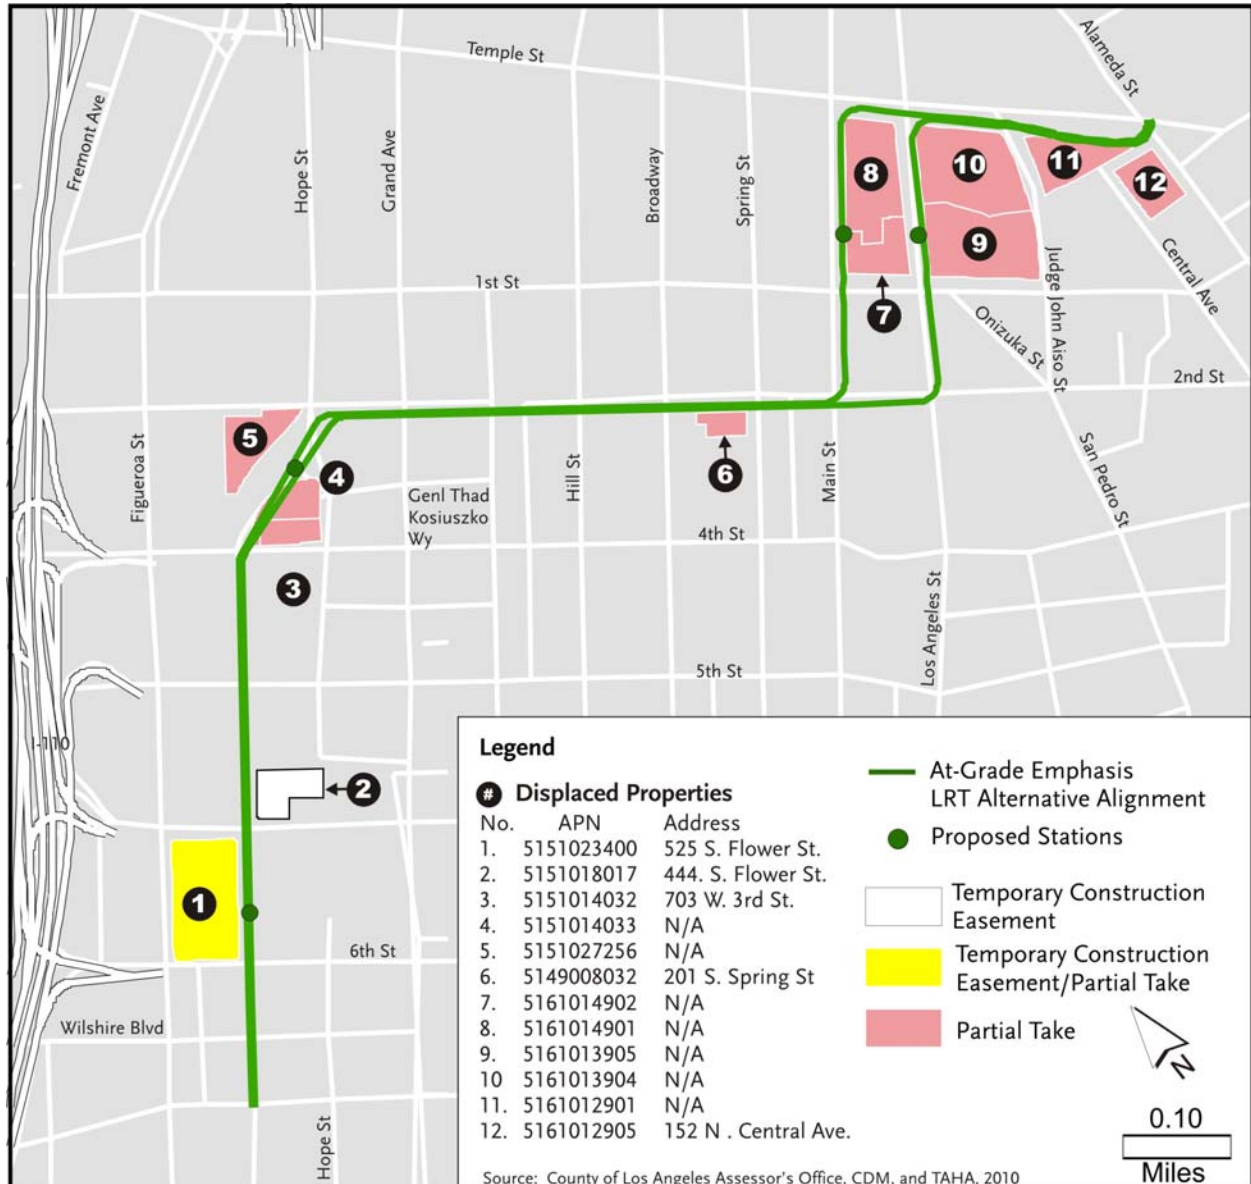 Alameda St
Temple St
Fremont Ave
Hope St
Grand Ave
Broadway
Spring St
8
10
11
12
9
Central Ave
Judge John Aiso St
1st St
7
Onizuka St
2nd St
5
Figueroa St
4
Genl Thad
Kosiuszko
Wy
Hill St
6
Main St
San Pedro St
4th St
3
Los Angeles St
5th St
I-110
2
1
6th St
Wilshire Blvd
Hope St
Legend
# Displaced Properties
No. APN Address
1. 5151023400 525 S. Flower St.
2. 5151018017 444. S. Flower St.
3. 5151014032 703 W. 3rd St.
4. 5151014033 N/A
5. 5151027256 N/A
6. 5149008032 201 S. Spring St
7. 5161014902 N/A
8. 5161014901 N/A
9. 5161013905 N/A
10 5161013904 N/A
11. 5161012901 N/A
12. 5161012905 152 N . Central Ave.
At-Grade Emphasis
LRT Alternative Alignment
Proposed Stations
Temporary Construction
Easement
Temporary Construction
Easement/Partial Take
Partial Take
N
0.10
Miles
Source: County of Los Angeles Assessor's Office, CDM, and TAHA, 2010